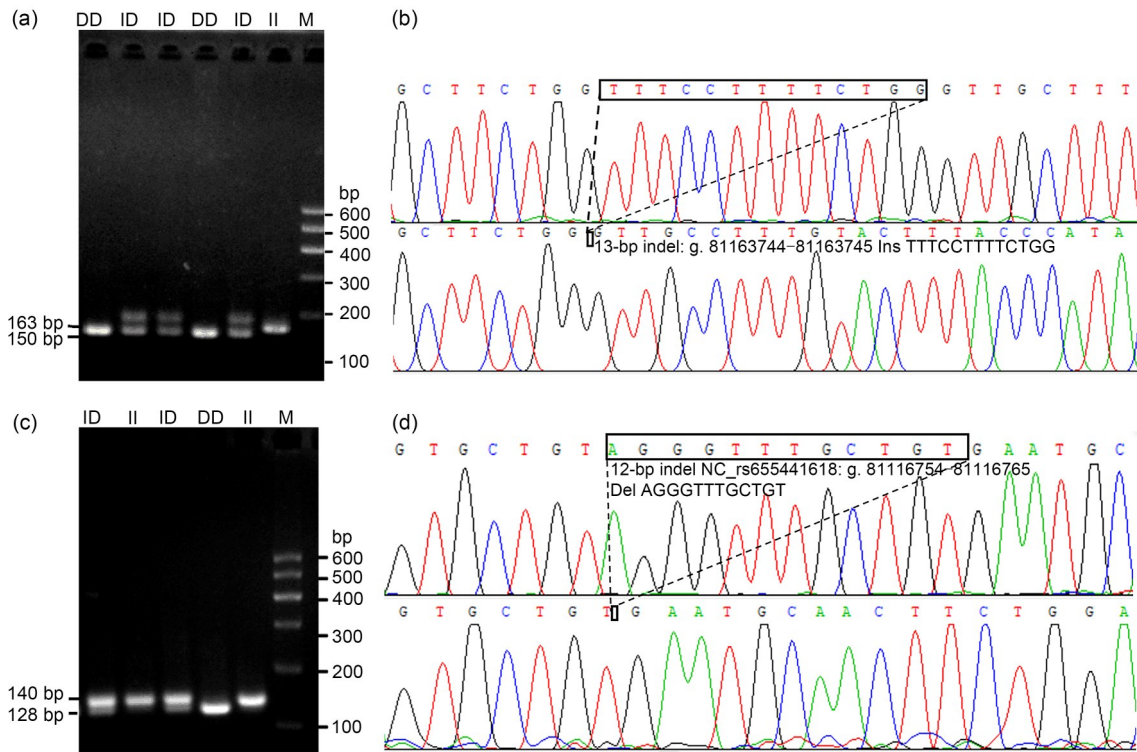 (a)
DD ID ID DD ID II M
bp
600
500
400
300
200
100
163 bp
150 bp
(b)
G C T T C T G G T T T C C T T T T C T G G G T T G C T T T
G C T T C T G G G T T G C C T T T G T A C T T T A C C C A T A
13-bp indel: g. 81163744–81163745 Ins TTTCCTTTTCTGG
(c)
ID II ID DD II M
bp
600
500
400
300
200
100
140 bp
128 bp
(d)
G T G C T G T A G G G T T T G C T G T G A A T G C
12-bp indel NC_rs655441618: g. 81116754–81116765
Del AGGGTTTGCTGT
G T G C T G T G A A T G C A A C T T C T G G A